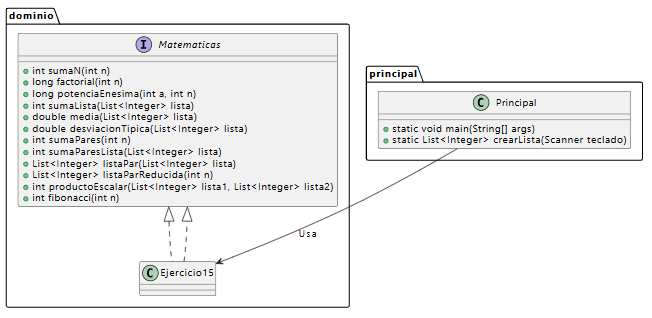 dominio
Matematicas
int sumaN(int n)
long factorial(int n)
long potenciaEnesima(int a, int n)
int sumaLista(List<Integer> lista)
double media(List<Integer> lista)
double desviacionTipica(List<Integer> lista)
int sumaPares(int n)
int sumaParesLista(List<Integer> lista)
List<Integer> listaPar(List<Integer> lista)
List<Integer> listaParReducida(int n)
int productoEscalar(List<Integer> lista1, List<Integer> lista2)
int fibonacci(int n)
principal
Principal
static void main(String[] args)
static List<Integer> crearLista(Scanner teclado)
Usa
Ejercicio15